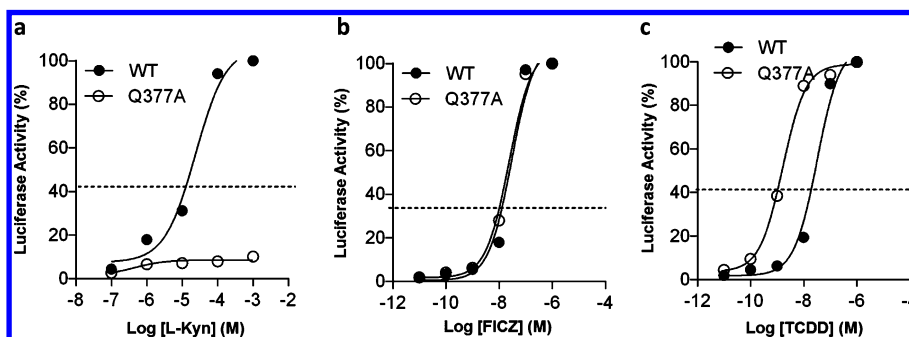 a
Luciferase Activity (%)
100
80
60
40
20
0
WT
Q377A
-8
-7
-6
-5
-4
-3
-2
Log [L-Kyn] (M)
b
Luciferase Activity (%)
100
80
60
40
20
0
WT
Q377A
-12
-10
-8
-6
-4
Log [FICZ] (M)
c
Luciferase Activity (%)
100
80
60
40
20
0
WT
Q377A
-12
-10
-8
-6
-4
Log [TCDD] (M)